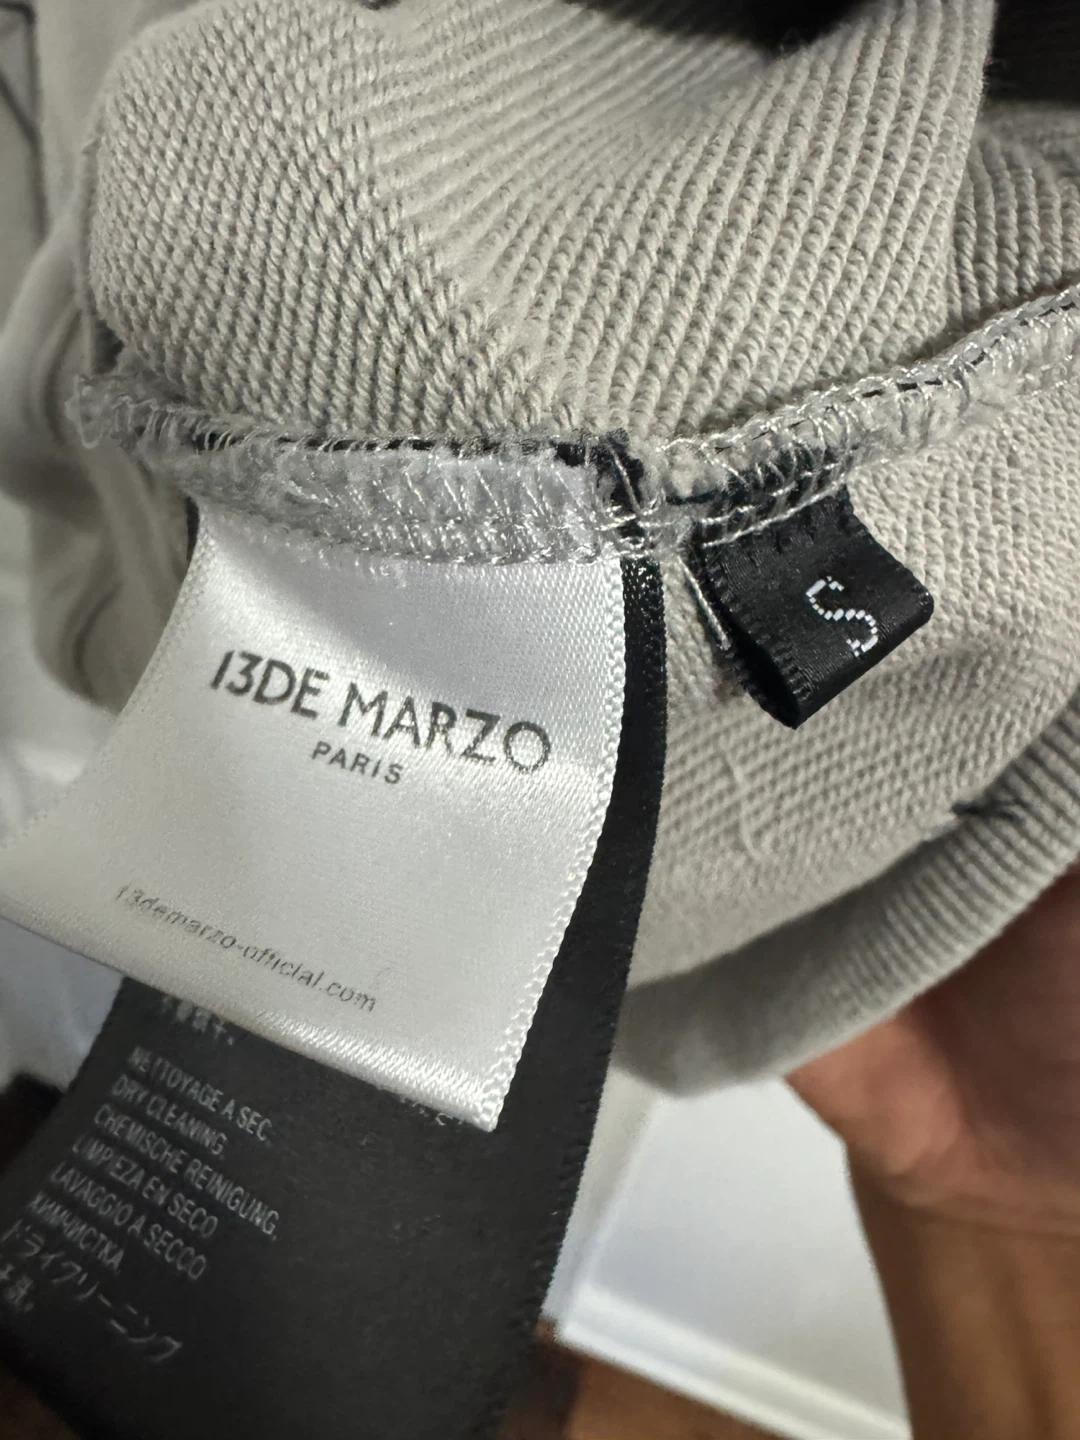 13DE MARZO
PARIS
13demarzo-official.com
S
NETTOYAGE A SEC.
DRY CLEANING.
CHEMISCHE REINIGUNG.
LIMPEZA EN SECO
LAVAGGIO A SECCO
ХИМЧИСТКА
ドライクリーニング